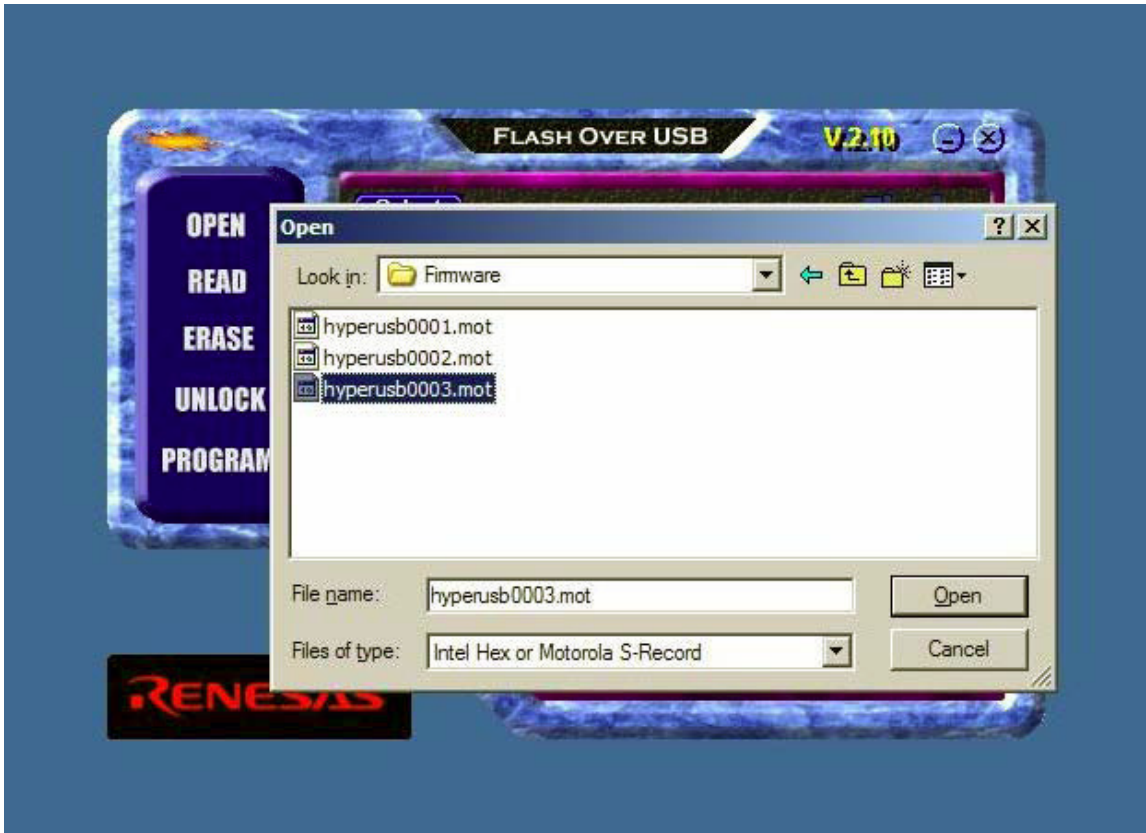 FLASH OVER USB V.2.10
OPEN
READ
ERASE
UNLOCK
PROGRAM
Open
Look in: Firmware
hyperusb0001.mot
hyperusb0002.mot
hyperusb0003.mot
File name: hyperusb0003.mot Open
Files of type: Intel Hex or Motorola S-Record Cancel
RENESAS